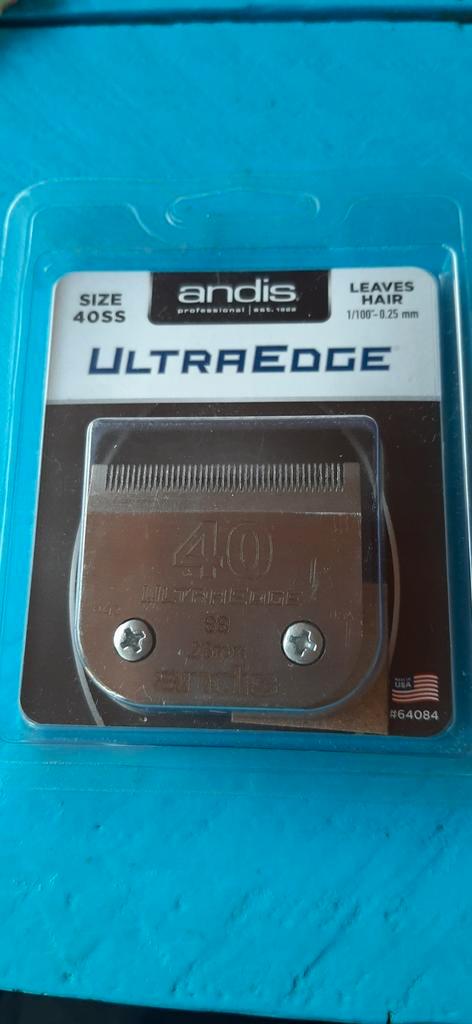 SIZE
40SS
andis
professional | est. 1922
LEAVES
HAIR
1/100"-0.25 mm
ULTRAEDGE
40
ULTRAEDGE
SS
.25mm
andis
MADE IN
USA
#64084